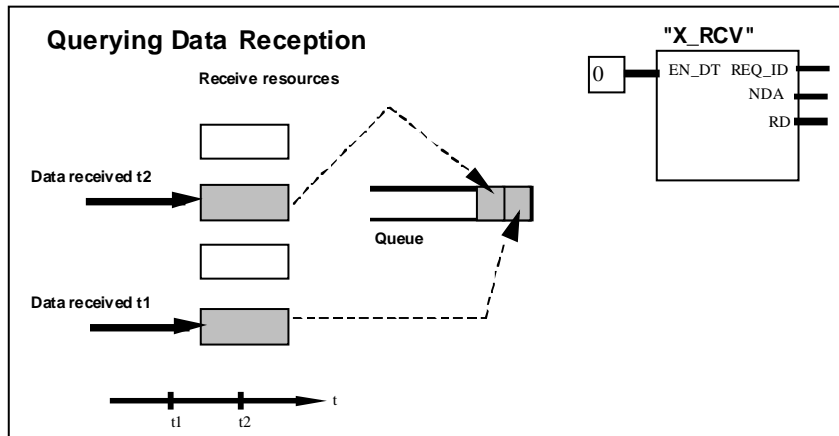 Querying Data Reception
"X_RCV"
0
EN_DT REQ_ID
NDA
RD
Receive resources
Data received t2
Queue
Data received t1
t
t1 t2